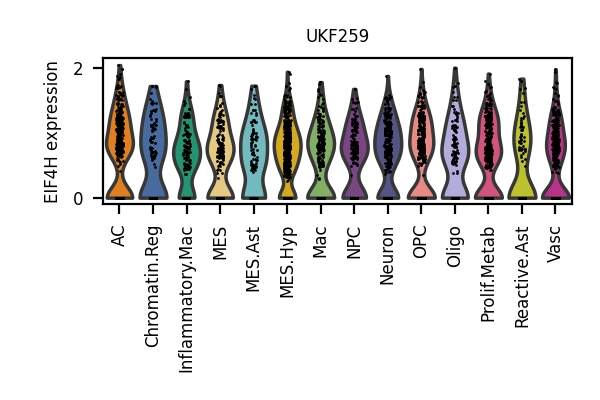 UKF259
EIF4H expression
2
0
AC
Chromatin.Reg
Inflammatory.Mac
MES
MES.Ast
MES.Hyp
Mac
NPC
Neuron
OPC
Oligo
Prolif.Metab
Reactive.Ast
Vasc